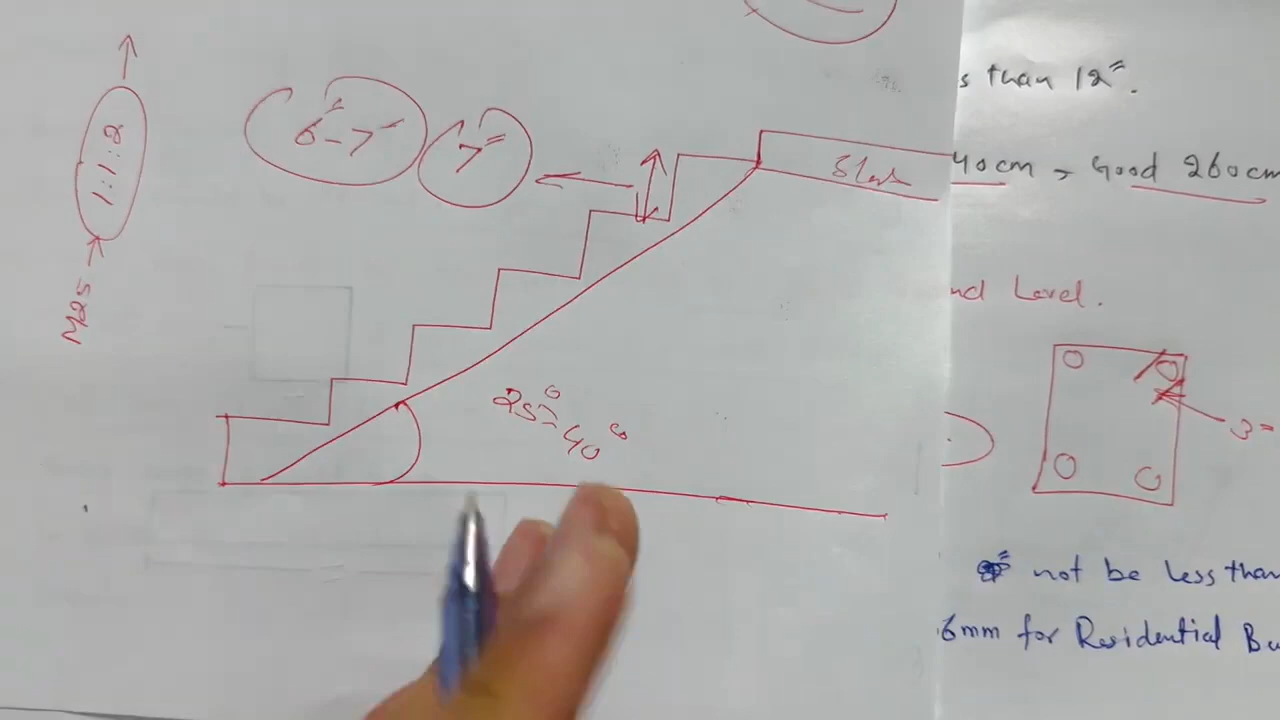 M25 → 1:1:2 →
6"-7"
7"
Slab
25° - 40°
s than 12".
40cm → Good 260cm
nd Level.
3"
not be less than
6mm for Residential Bu